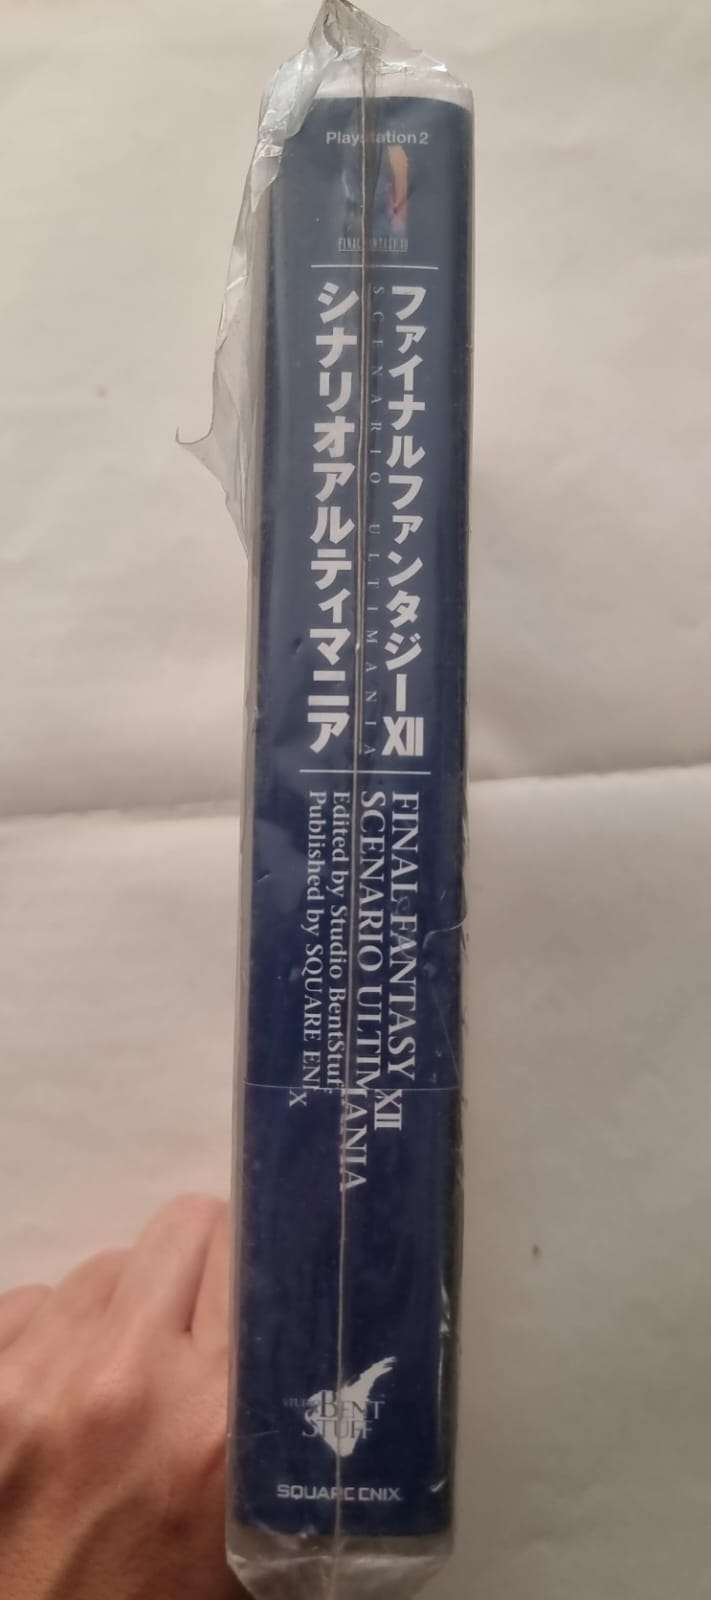 PlayStation 2
FINAL FANTASY XII
ファイナルファンタジーXII
SCENARIO ULTIMANIA
シナリオアルティマニア
FINAL FANTASY XII
SCENARIO ULTIMANIA
Edited by Studio BentStuff
Published by SQUARE ENIX
STUDIO
BENT
STUFF
SQUARE ENIX